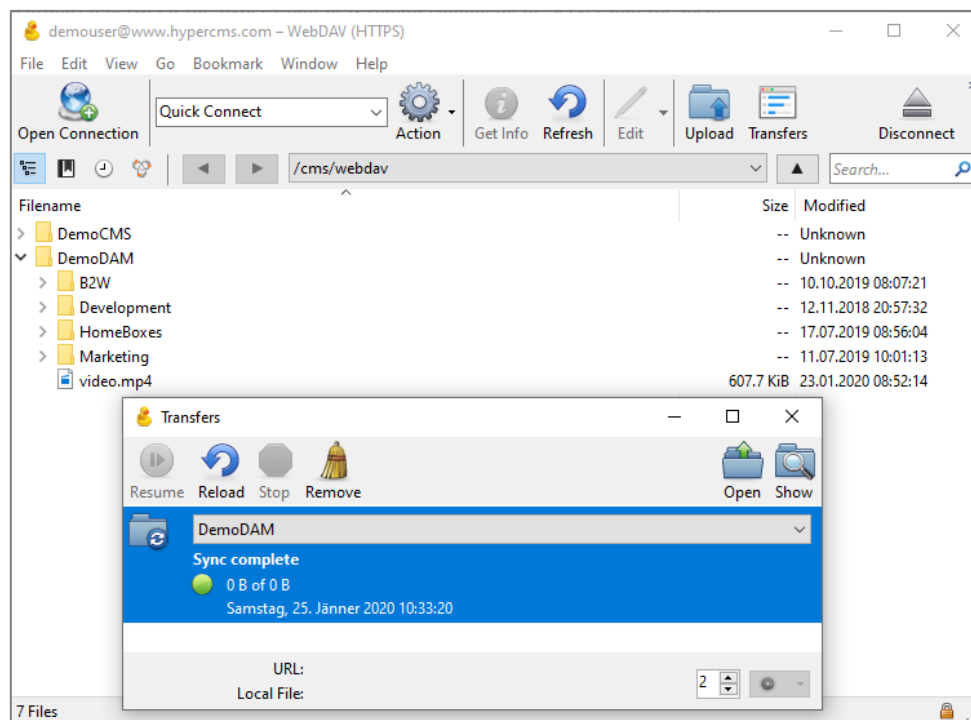 demouser@www.hypercms.com – WebDAV (HTTPS)
File Edit View Go Bookmark Window Help
Open Connection Quick Connect Action Get Info Refresh Edit Upload Transfers Disconnect
/cms/webdav Search...
Filename Size Modified
DemoCMS -- Unknown
DemoDAM -- Unknown
B2W -- 10.10.2019 08:07:21
Development -- 12.11.2018 20:57:32
HomeBoxes -- 17.07.2019 08:56:04
Marketing -- 11.07.2019 10:01:13
video.mp4 607.7 KiB 23.01.2020 08:52:14
Transfers
Resume Reload Stop Remove Open Show
DemoDAM
Sync complete
0 B of 0 B
Samstag, 25. Jänner 2020 10:33:20
URL:
Local File:
2
7 Files